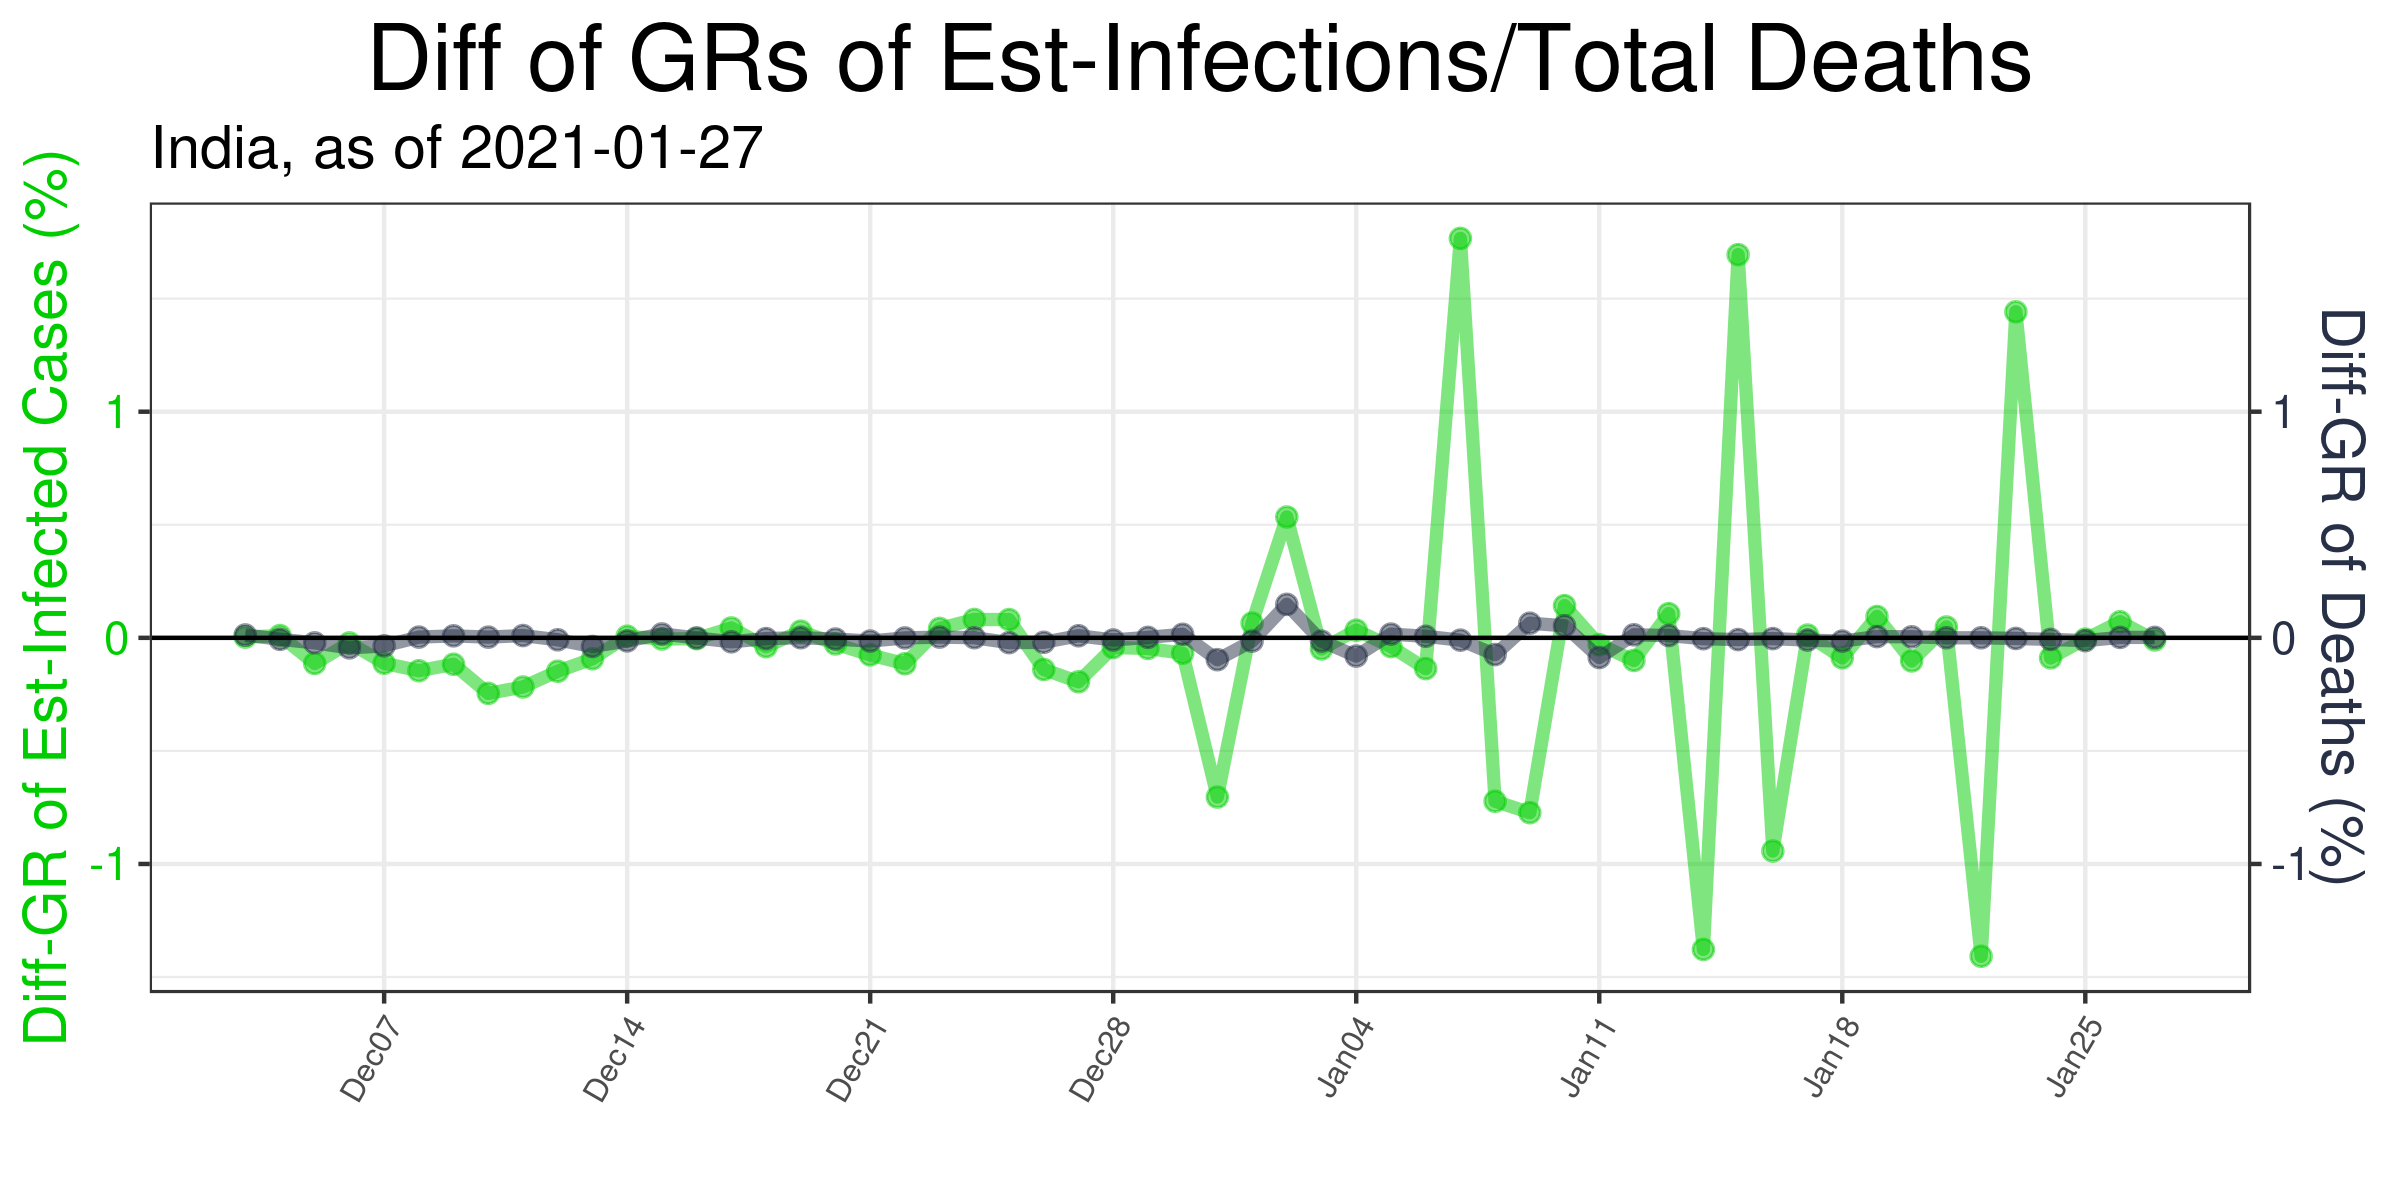 Diff of GRs of Est-Infections/Total Deaths
India, as of 2021-01-27
Diff-GR of Est-Infected Cases (%)
1
0
-1
1
0
-1
Diff-GR of Deaths (%)
Dec07
Dec14
Dec21
Dec28
Jan04
Jan11
Jan18
Jan25